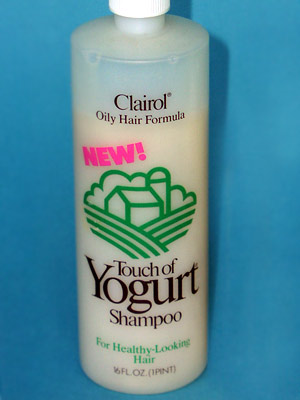 Clairol®
Oily Hair Formula
NEW!
Touch of
Yogurt®
Shampoo
For Healthy-Looking
Hair
16 FL. OZ. (1 PINT)